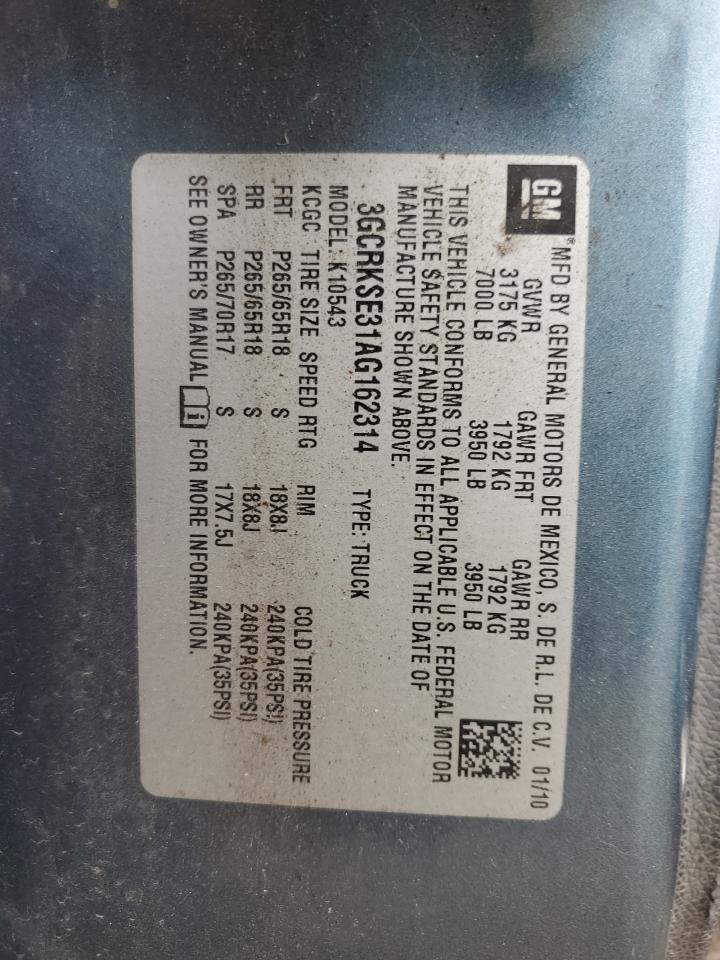 GM®
MFD BY GENERAL MOTORS DE MEXICO, S. DE R.L. DE C.V. 01/10
GVWR GAWR FRT GAWR RR
3175 KG 1792 KG 1792 KG
7000 LB 3950 LB 3950 LB
THIS VEHICLE CONFORMS TO ALL APPLICABLE U.S. FEDERAL MOTOR
VEHICLE SAFETY STANDARDS IN EFFECT ON THE DATE OF
MANUFACTURE SHOWN ABOVE.
3GCRKSE31AG162314 TYPE: TRUCK
MODEL: K10543
KCGC TIRE SIZE SPEED RTG RIM COLD TIRE PRESSURE
FRT P265/65R18 S 18X8J 240KPA(35PSI)
RR P265/65R18 S 18X8J 240KPA(35PSI)
SPA P265/70R17 S 17X7.5J 240KPA(35PSI)
SEE OWNER'S MANUAL i FOR MORE INFORMATION.